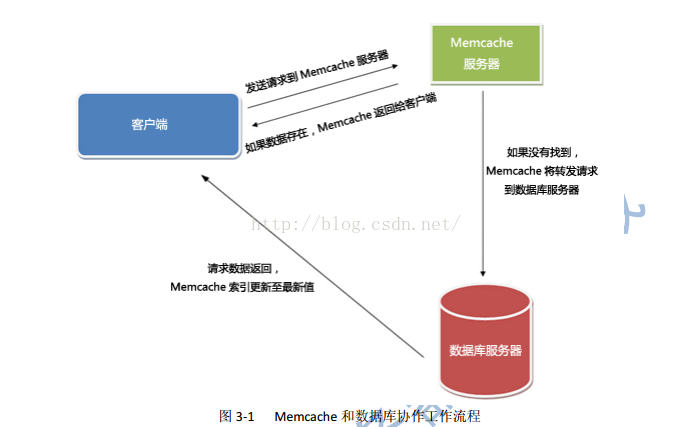 Memcache
服务器
发送请求到 Memcache 服务器
客户端
如果数据存在，Memcache 返回给客户端
如果没有找到，
Memcache 将转发请求
到数据库服务器
http://blog.csdn.net/
请求数据返回，
Memcache 索引更新至最新值
数据库服务器
图 3-1 Memcache 和数据库协作工作流程